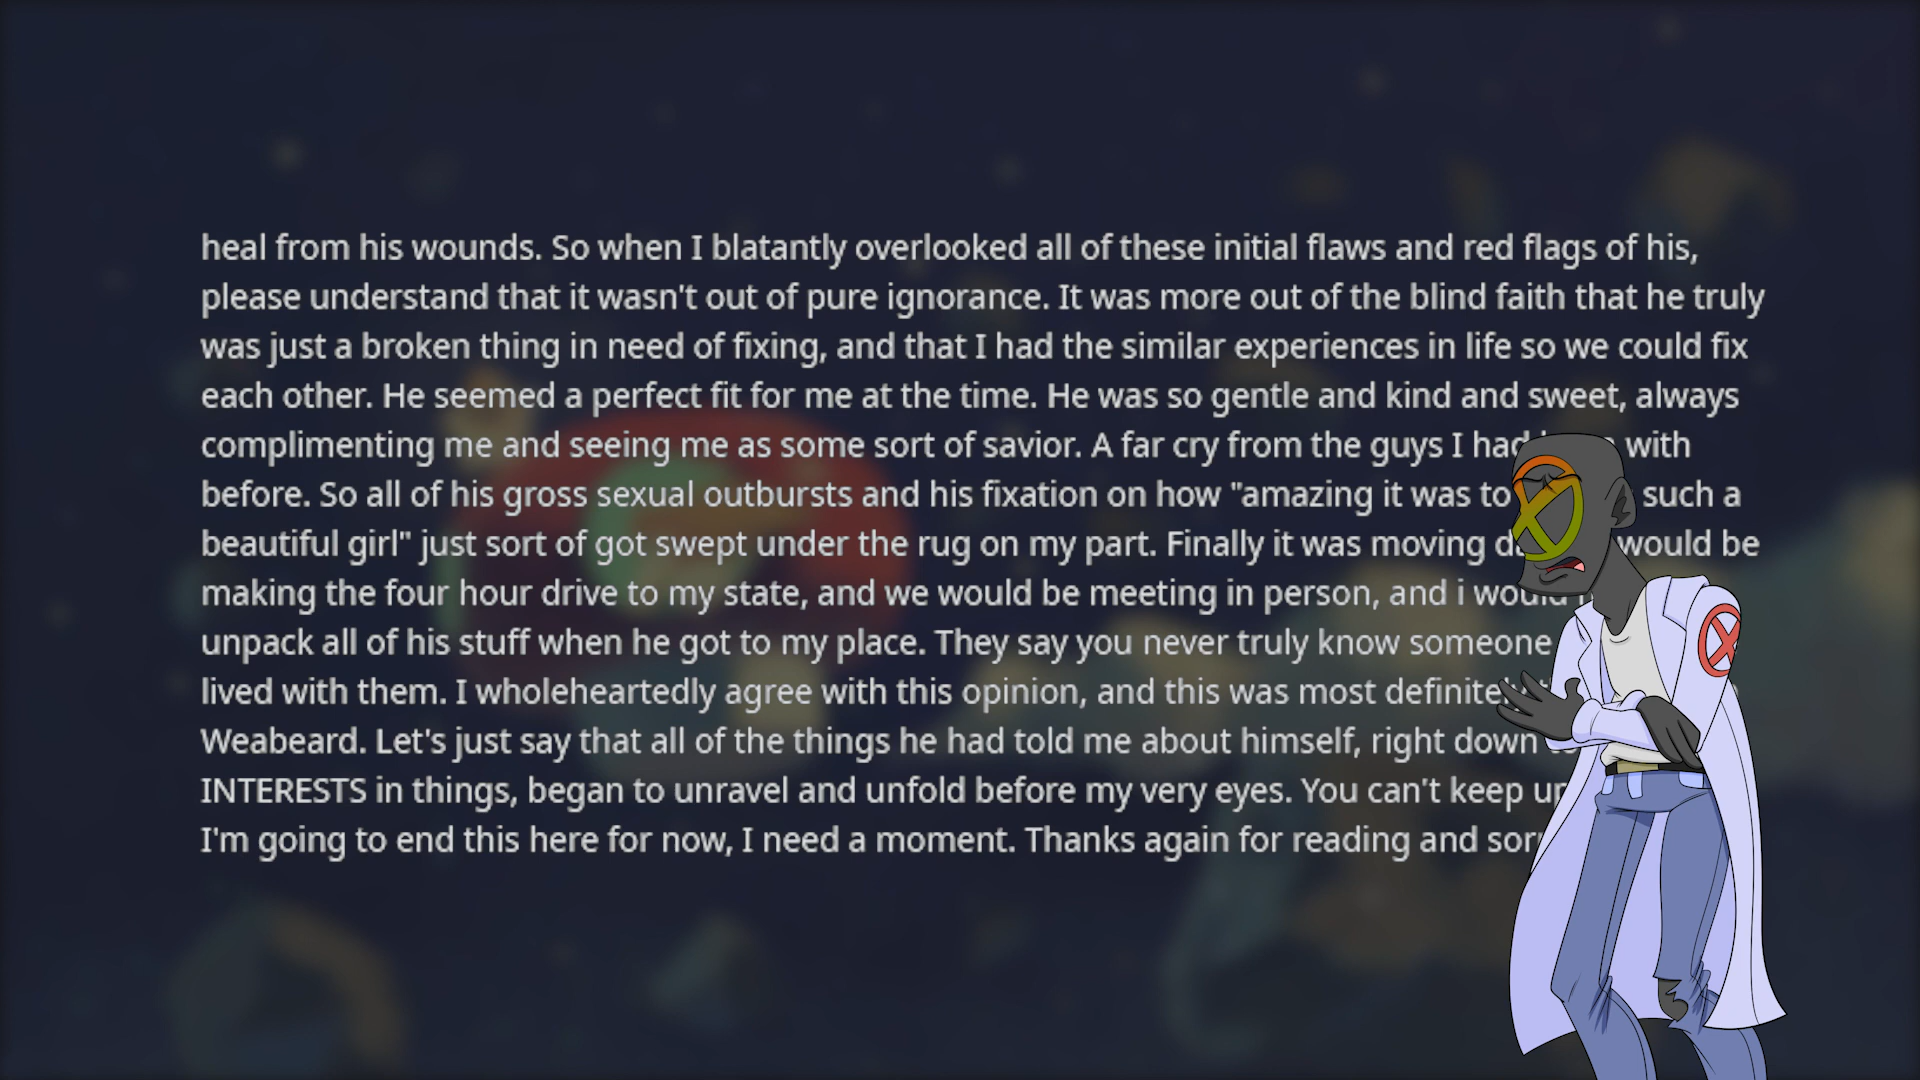 heal from his wounds. So when I blatantly overlooked all of these initial flaws and red flags of his,
please understand that it wasn't out of pure ignorance. It was more out of the blind faith that he truly
was just a broken thing in need of fixing, and that I had the similar experiences in life so we could fix
each other. He seemed a perfect fit for me at the time. He was so gentle and kind and sweet, always
complimenting me and seeing me as some sort of savior. A far cry from the guys I had with
before. So all of his gross sexual outbursts and his fixation on how "amazing it was to such a
beautiful girl" just sort of got swept under the rug on my part. Finally it was moving would be
making the four hour drive to my state, and we would be meeting in person, and i would
unpack all of his stuff when he got to my place. They say you never truly know someone
lived with them. I wholeheartedly agree with this opinion, and this was most definitely
Weabeard. Let's just say that all of the things he had told me about himself, right down
INTERESTS in things, began to unravel and unfold before my very eyes. You can't keep up
I'm going to end this here for now, I need a moment. Thanks again for reading and